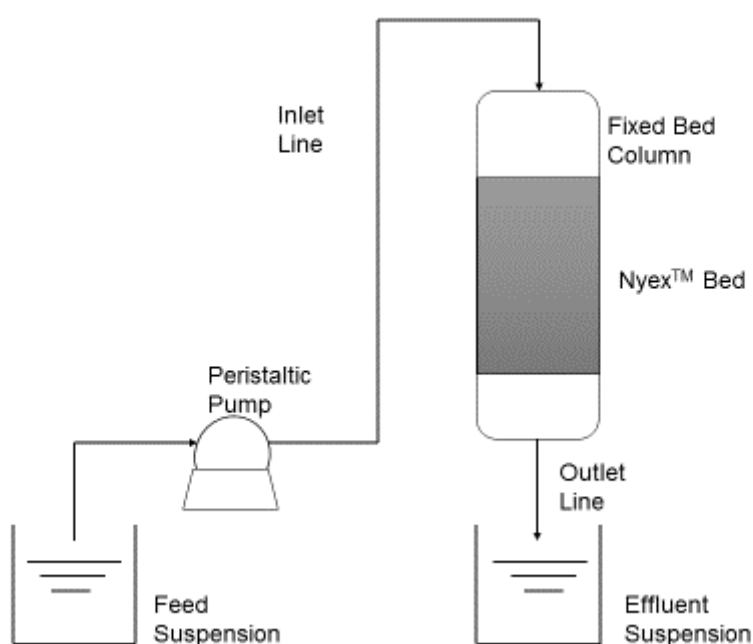 Inlet
Line
Fixed Bed
Column
Nyex™ Bed
Peristaltic
Pump
Outlet
Line
Feed
Suspension
Effluent
Suspension